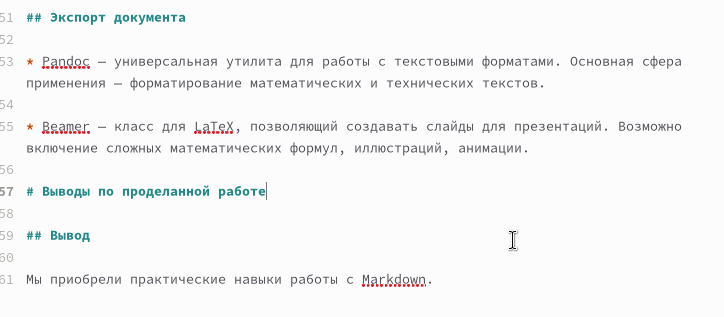 51 ## Экспорт документа
52
53 * Pandoc — универсальная утилита для работы с текстовыми форматами. Основная сфера
применения — форматирование математических и технических текстов.
54
55 * Beamer — класс для LaTeX, позволяющий создавать слайды для презентаций. Возможно
включение сложных математических формул, иллюстраций, анимации.
56
57 # Выводы по проделанной работе
58
59 ## Вывод
60
61 Мы приобрели практические навыки работы с Markdown.